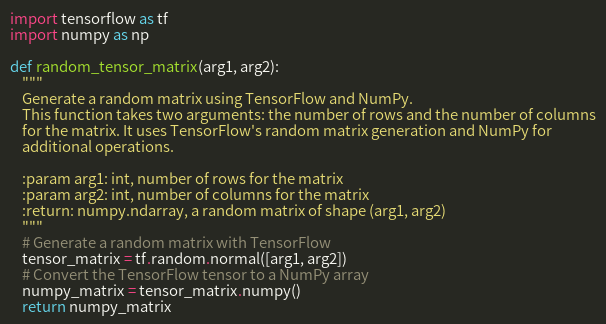 import tensorflow as tf
import numpy as np
def random_tensor_matrix(arg1, arg2):
"""
Generate a random matrix using TensorFlow and NumPy.
This function takes two arguments: the number of rows and the number of columns
for the matrix. It uses TensorFlow's random matrix generation and NumPy for
additional operations.
:param arg1: int, number of rows for the matrix
:param arg2: int, number of columns for the matrix
:return: numpy.ndarray, a random matrix of shape (arg1, arg2)
"""
# Generate a random matrix with TensorFlow
tensor_matrix = tf.random.normal([arg1, arg2])
# Convert the TensorFlow tensor to a NumPy array
numpy_matrix = tensor_matrix.numpy()
return numpy_matrix